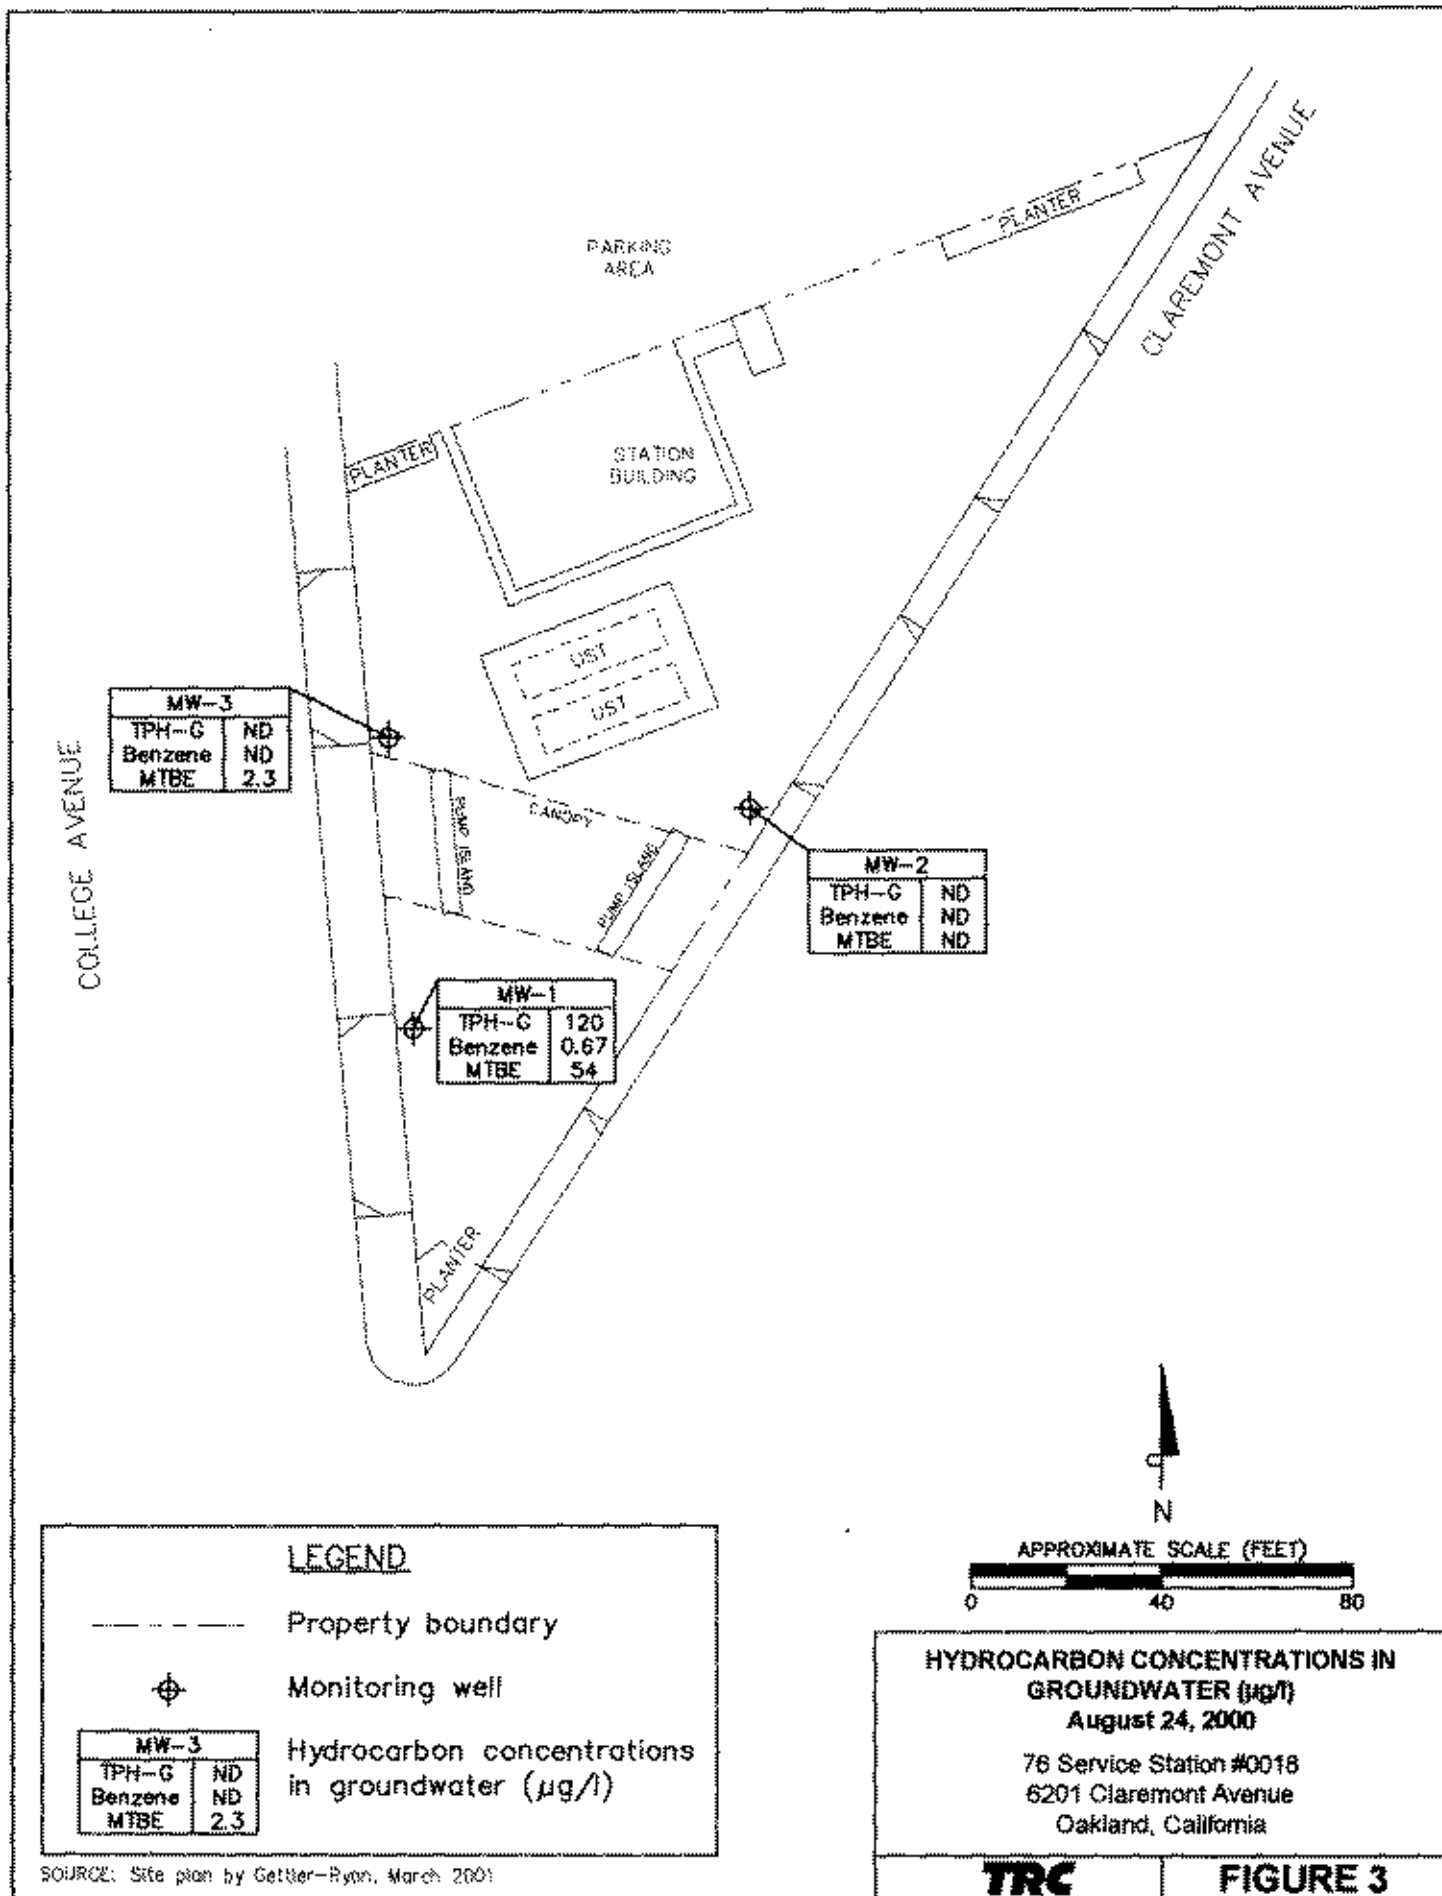 CLAREMONT AVENUE
PLANTER
PARKING
AREA
PLANTER
STATION
BUILDING
UST
UST
MW-3
TPH-G ND
Benzene ND
MTBE 2.3
COLLEGE AVENUE
CANOPY
PUMP ISLAND
PUMP ISLAND
MW-2
TPH-G ND
Benzene ND
MTBE ND
MW-1
TPH-G 120
Benzene 0.67
MTBE 54
PLANTER
N
APPROXIMATE SCALE (FEET)
0 40 80
LEGEND
Property boundary
Monitoring well
MW-3
TPH-G ND
Benzene ND
MTBE 2.3
Hydrocarbon concentrations
in groundwater (µg/l)
SOURCE: Site plan by Gettler-Ryan, March 2001
HYDROCARBON CONCENTRATIONS IN
GROUNDWATER (µg/l)
August 24, 2000
76 Service Station #0018
6201 Claremont Avenue
Oakland, California
TRC
FIGURE 3